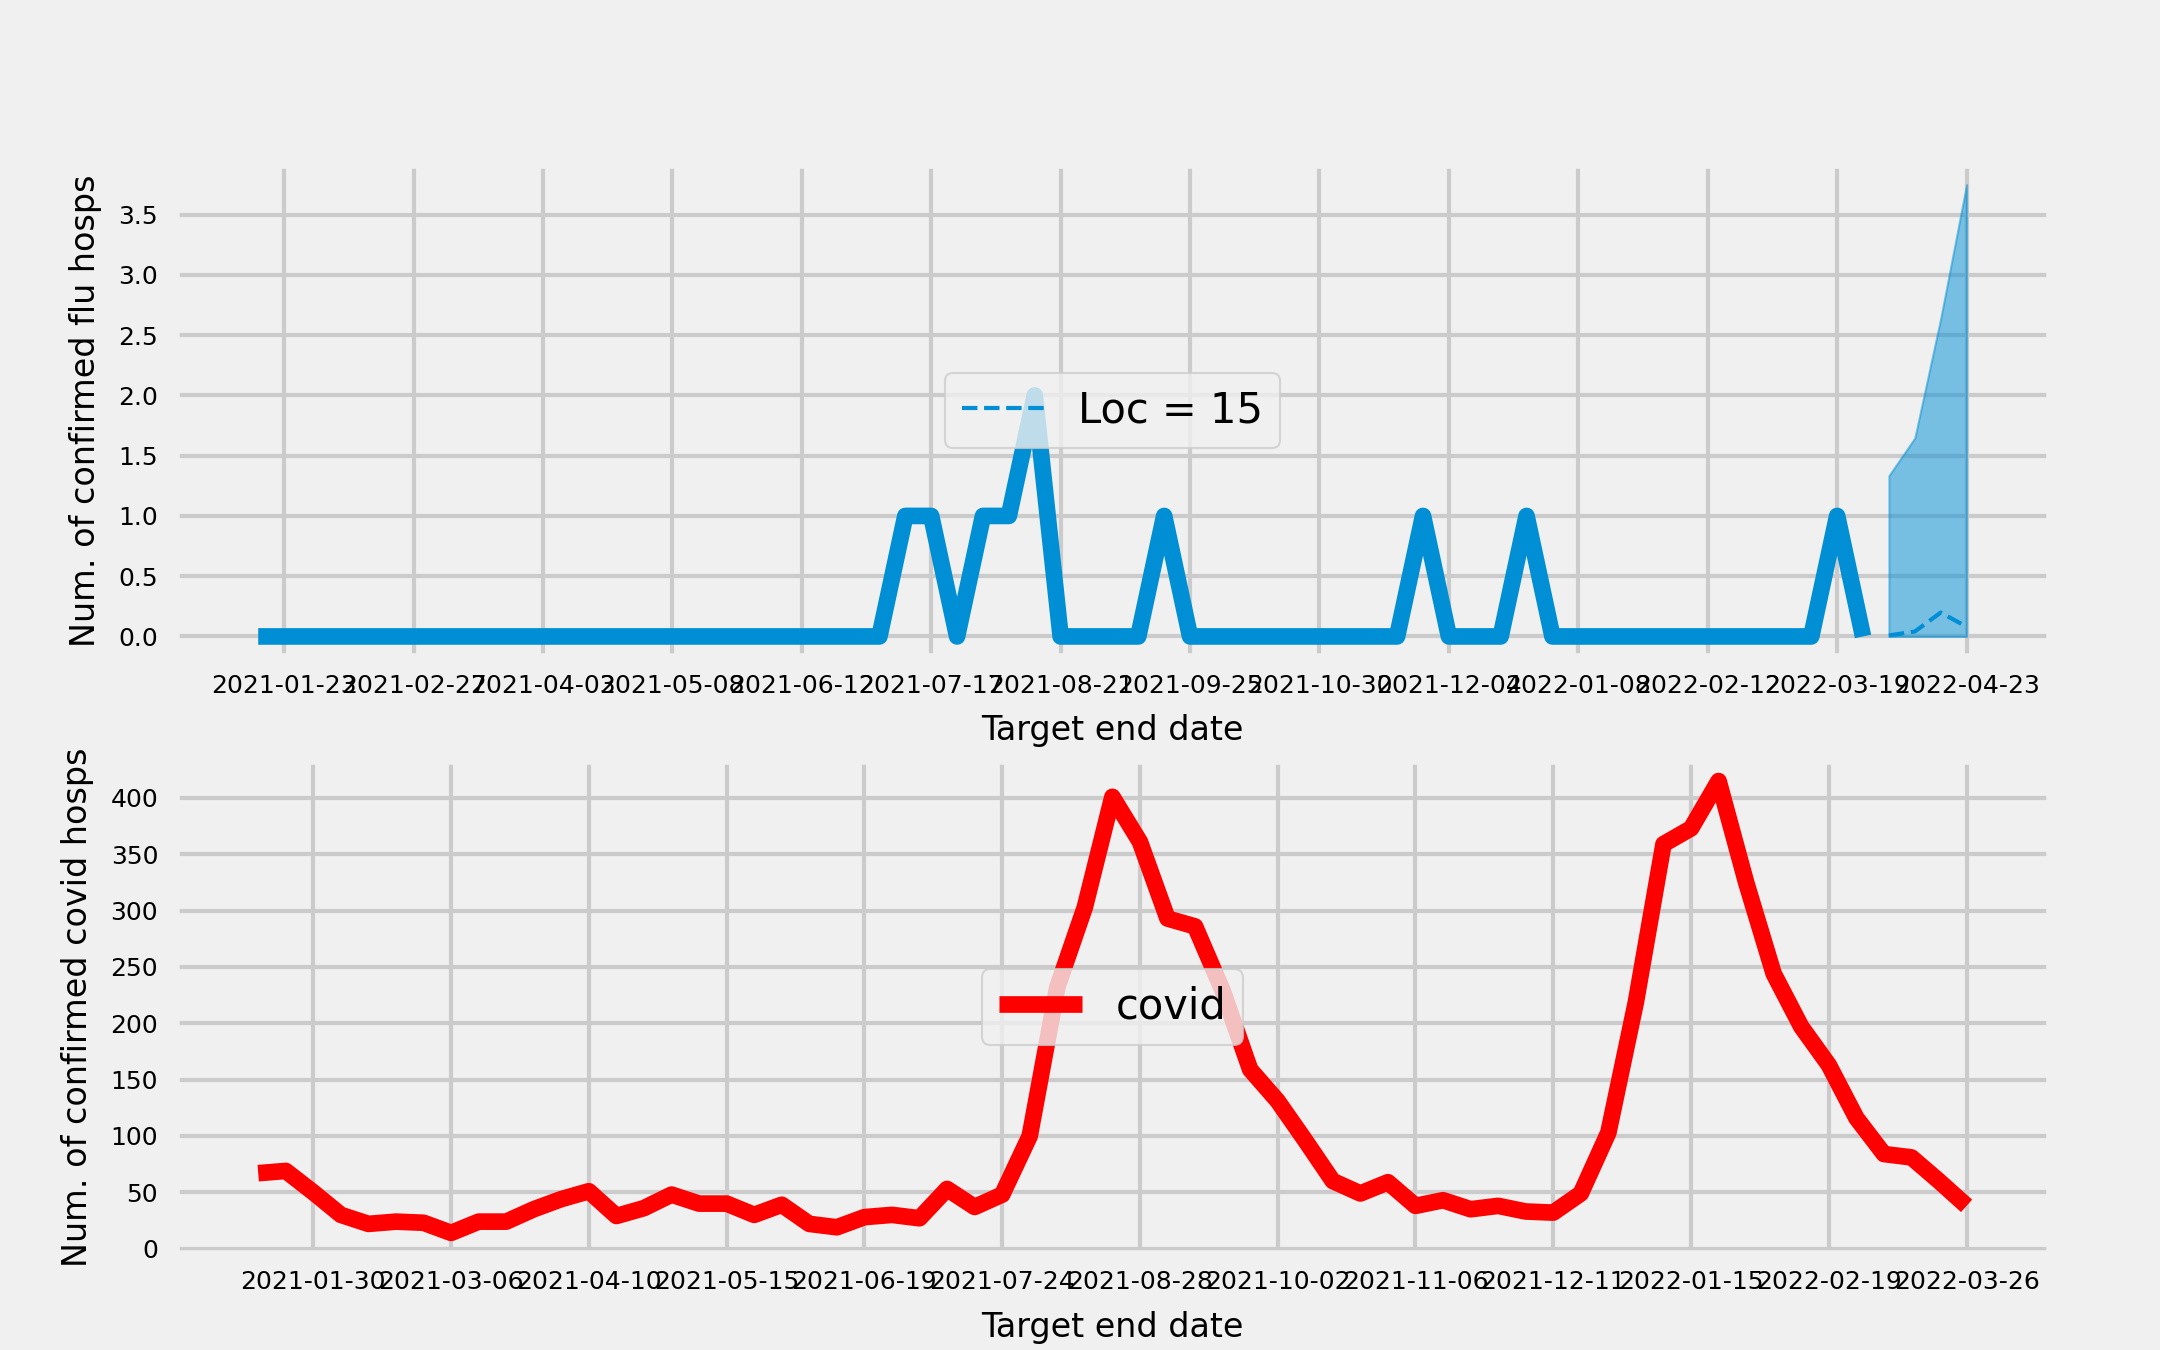 Num. of confirmed flu hosps
3.5
3.0
2.5
2.0
1.5
1.0
0.5
0.0
Loc = 15
2021-01-23 2021-02-27 2021-04-03 2021-05-08 2021-06-12 2021-07-17 2021-08-21 2021-09-25 2021-10-30 2021-12-04 2022-01-08 2022-02-12 2022-03-19 2022-04-23
Target end date
Num. of confirmed covid hosps
400
350
300
250
200
150
100
50
0
covid
2021-01-30 2021-03-06 2021-04-10 2021-05-15 2021-06-19 2021-07-24 2021-08-28 2021-10-02 2021-11-06 2021-12-11 2022-01-15 2022-02-19 2022-03-26
Target end date